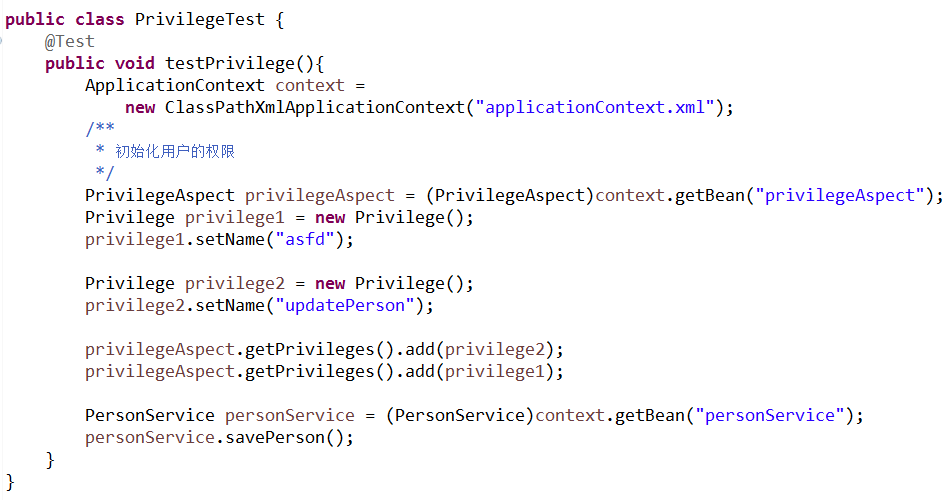 public class PrivilegeTest {
@Test
public void testPrivilege(){
ApplicationContext context =
new ClassPathXmlApplicationContext("applicationContext.xml");
/**
* 初始化用户的权限
*/
PrivilegeAspect privilegeAspect = (PrivilegeAspect)context.getBean("privilegeAspect");
Privilege privilege1 = new Privilege();
privilege1.setName("asfd");
Privilege privilege2 = new Privilege();
privilege2.setName("updatePerson");
privilegeAspect.getPrivileges().add(privilege2);
privilegeAspect.getPrivileges().add(privilege1);
PersonService personService = (PersonService)context.getBean("personService");
personService.savePerson();
}
}